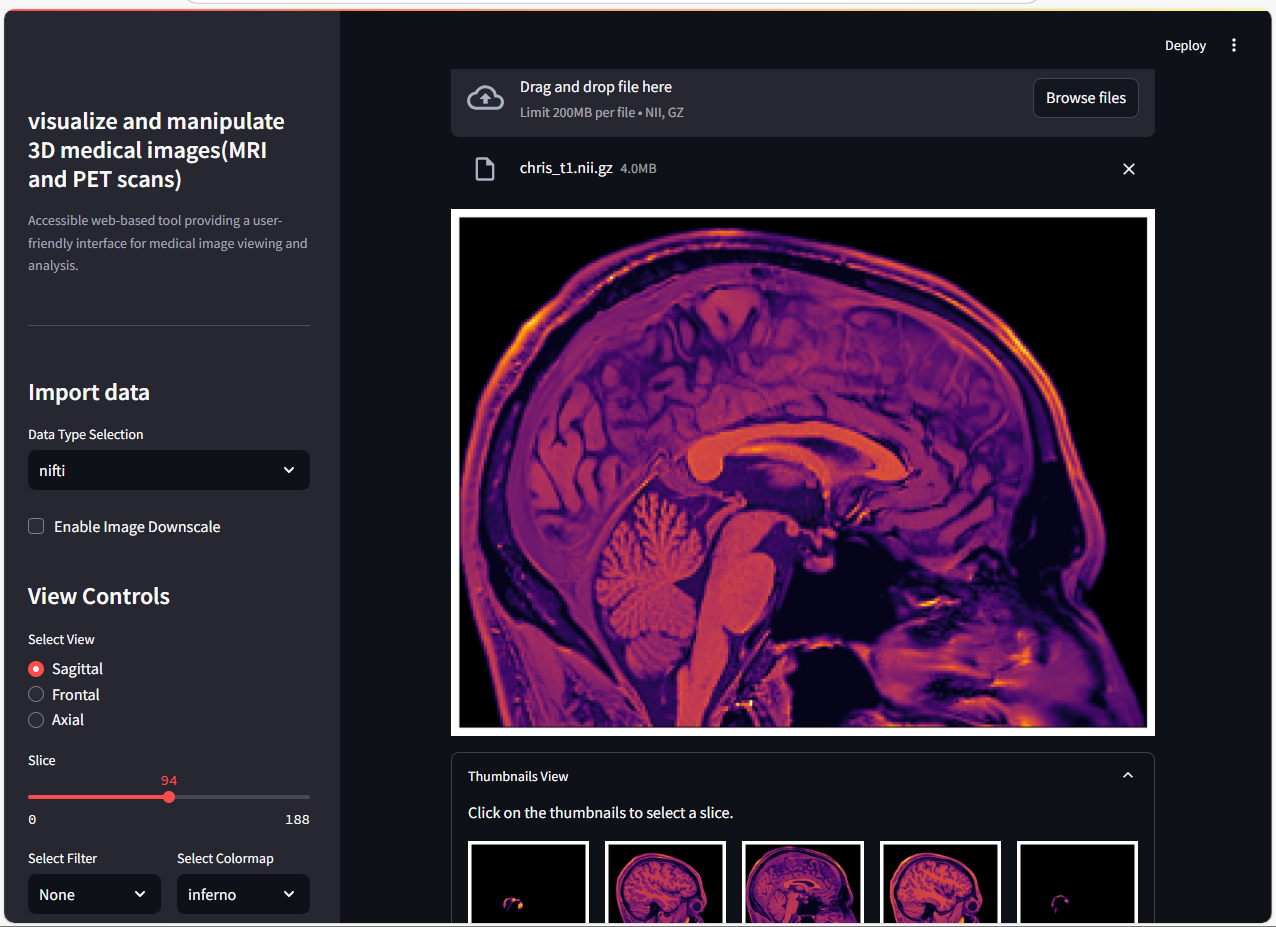 Deploy
visualize and manipulate
3D medical images(MRI
and PET scans)
Accessible web-based tool providing a user-
friendly interface for medical image viewing and
analysis.
Import data
Data Type Selection
nifti
Enable Image Downscale
View Controls
Select View
Sagittal
Frontal
Axial
Slice
94
0 188
Select Filter Select Colormap
None inferno
Drag and drop file here
Limit 200MB per file • NII, GZ
Browse files
chris_t1.nii.gz 4.0MB
Thumbnails View
Click on the thumbnails to select a slice.